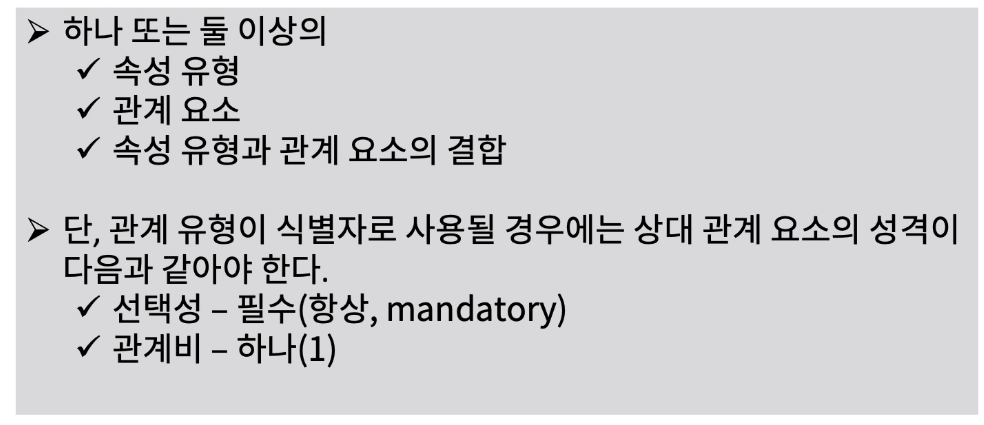 ➢ 하나 또는 둘 이상의
✓ 속성 유형
✓ 관계 요소
✓ 속성 유형과 관계 요소의 결합
➢ 단, 관계 유형이 식별자로 사용될 경우에는 상대 관계 요소의 성격이
다음과 같아야 한다.
✓ 선택성 – 필수(항상, mandatory)
✓ 관계비 – 하나(1)